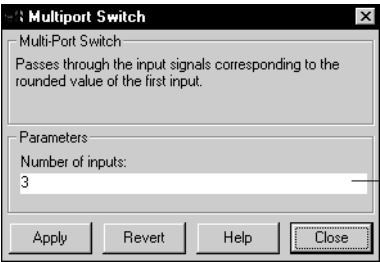 Multiport Switch
Multi-Port Switch
Passes through the input signals corresponding to the
rounded value of the first input.
Parameters
Number of inputs:
3
Apply Revert Help Close